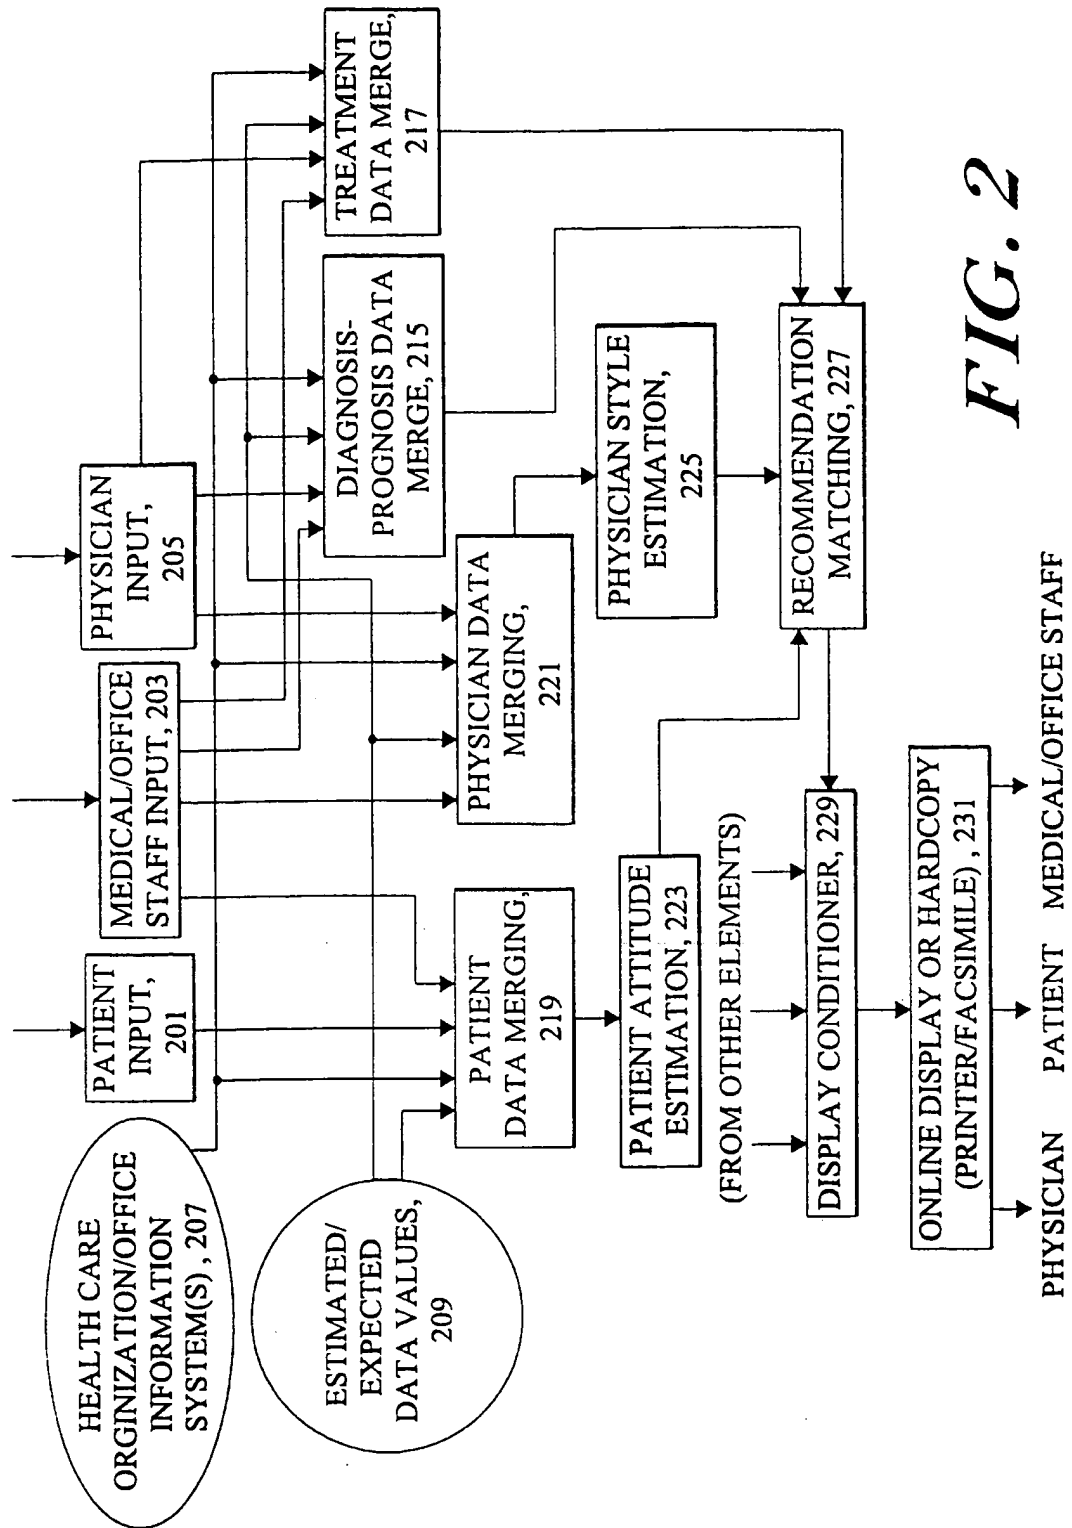 HEALTH CARE
ORGINIZATION/OFFICE
INFORMATION
SYSTEM(S) , 207
PATIENT
INPUT,
201
MEDICAL/OFFICE
STAFF INPUT, 203
PHYSICIAN
INPUT,
205
ESTIMATED/
EXPECTED
DATA VALUES,
209
DIAGNOSIS-
PROGNOSIS DATA
MERGE, 215
TREATMENT
DATA MERGE,
217
PATIENT
DATA MERGING,
219
PHYSICIAN DATA
MERGING,
221
PATIENT ATTITUDE
ESTIMATION, 223
PHYSICIAN STYLE
ESTIMATION,
225
(FROM OTHER ELEMENTS)
DISPLAY CONDITIONER, 229
RECOMMENDATION
MATCHING, 227
ONLINE DISPLAY OR HARDCOPY
(PRINTER/FACSIMILE) , 231
PHYSICIAN
PATIENT
MEDICAL/OFFICE STAFF
FIG. 2